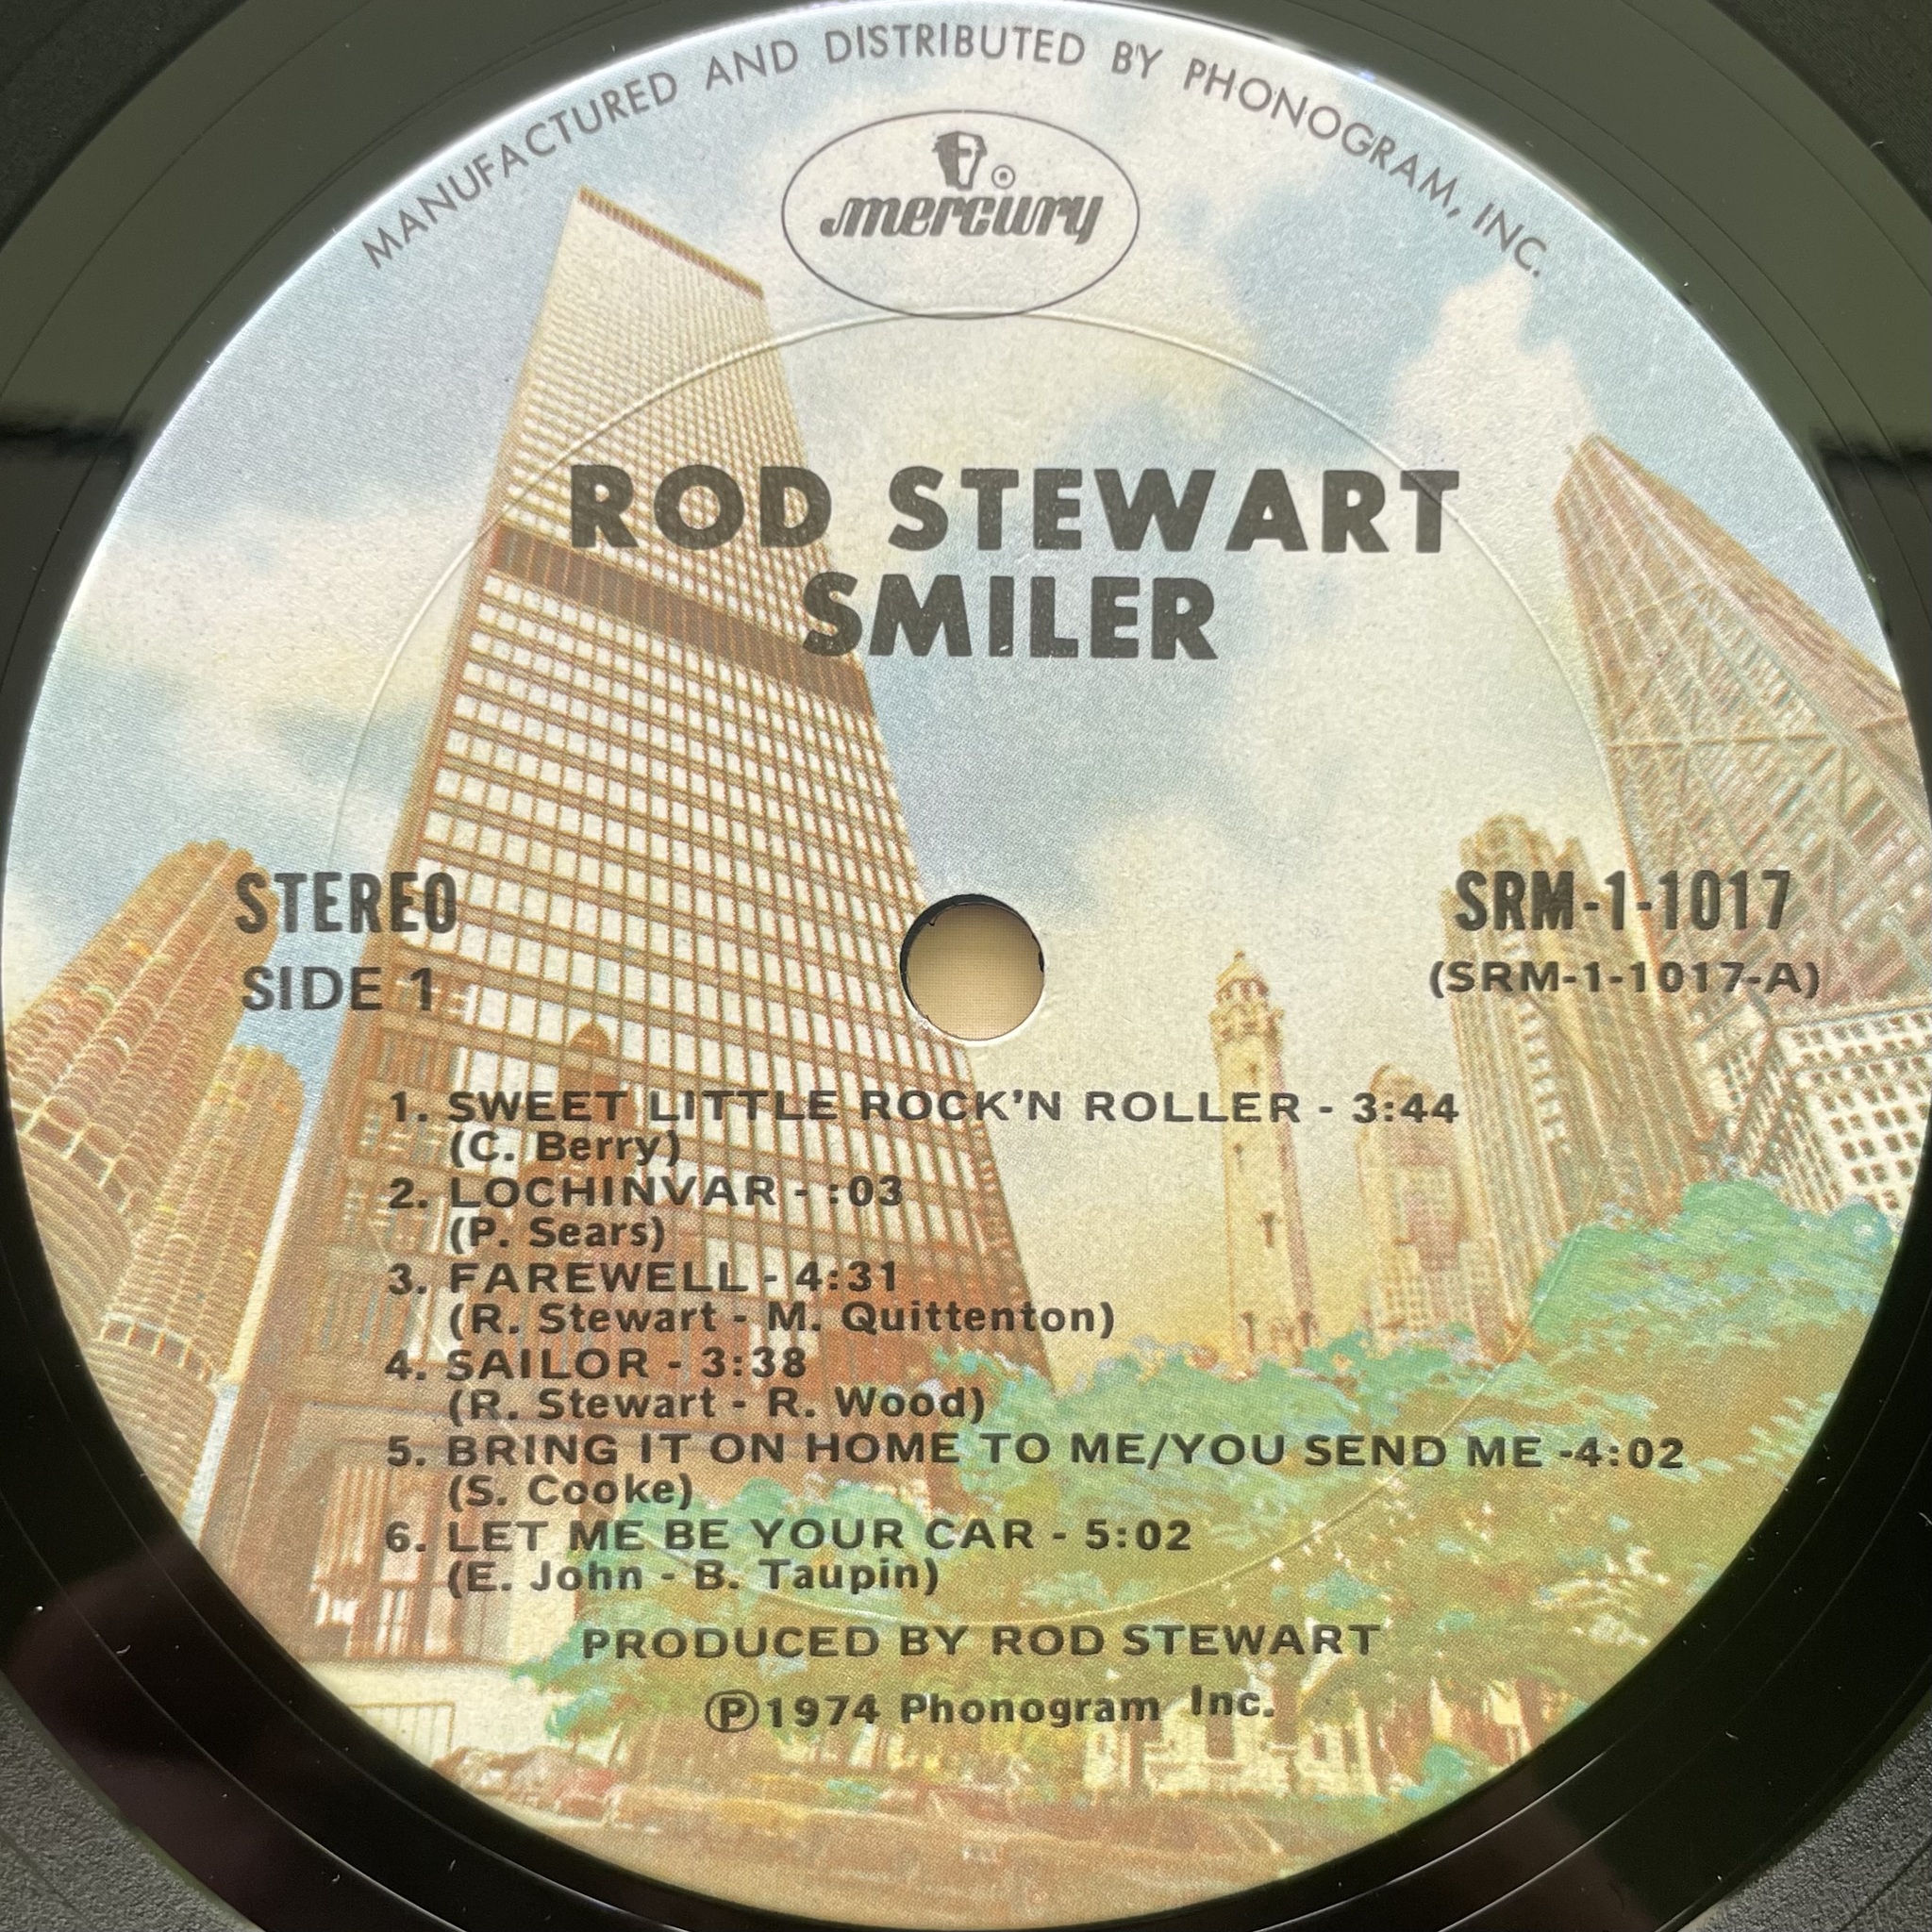 MANUFACTURED AND DISTRIBUTED BY PHONOGRAM, INC.
mercury ®
ROD STEWART
SMILER
STEREO
SIDE 1
SRM-1-1017
(SRM-1-1017-A)
1. SWEET LITTLE ROCK'N ROLLER - 3:44
(C. Berry)
2. LOCHINVAR - :03
(P. Sears)
3. FAREWELL - 4:31
(R. Stewart - M. Quittenton)
4. SAILOR - 3:38
(R. Stewart - R. Wood)
5. BRING IT ON HOME TO ME/YOU SEND ME -4:02
(S. Cooke)
6. LET ME BE YOUR CAR - 5:02
(E. John - B. Taupin)
PRODUCED BY ROD STEWART
℗1974 Phonogram Inc.